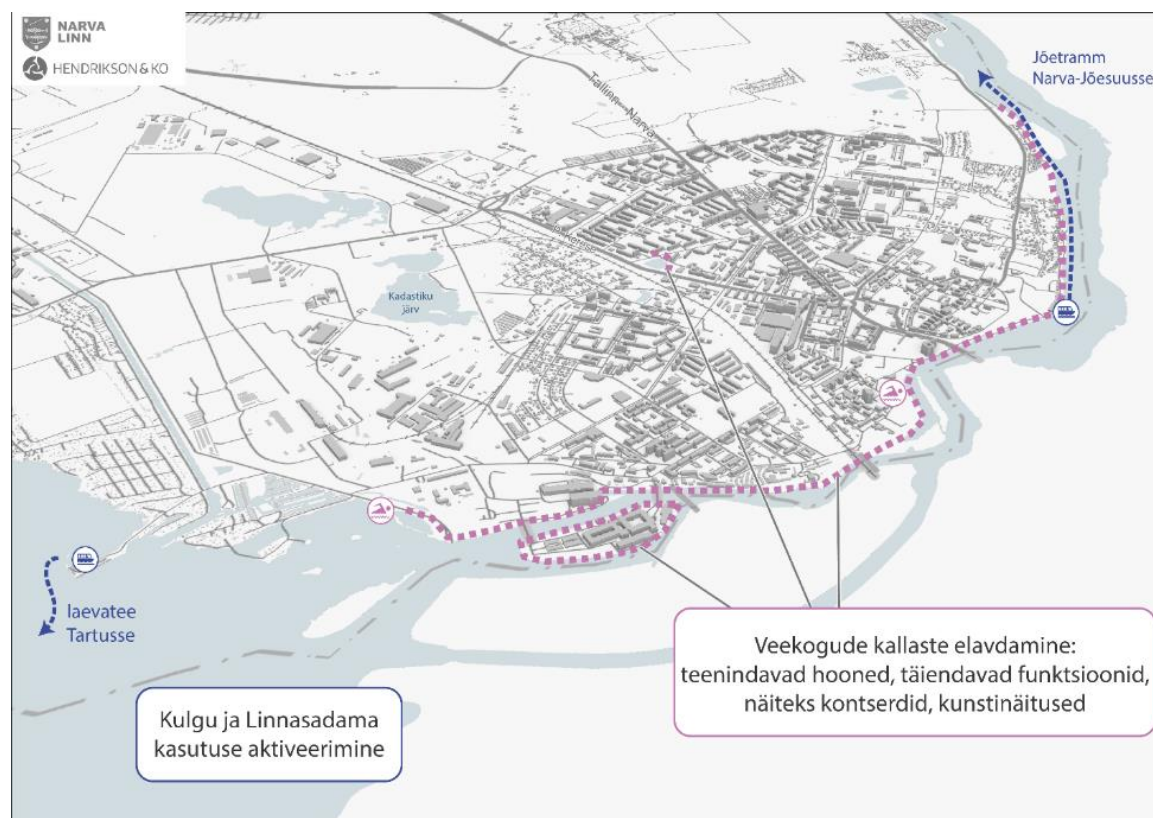 NARVA
LINN
HENDRIKSON & KO
Jõetramm
Narva-Jõesuusse
Tallinn Narva
Kadastiku
järv
laevatee
Tartusse
Kulgu ja Linnasadama
kasutuse aktiveerimine
Veekogude kallaste elavdamine:
teenindavad hooned, täiendavad funktsioonid,
näiteks kontserdid, kunstinäitused